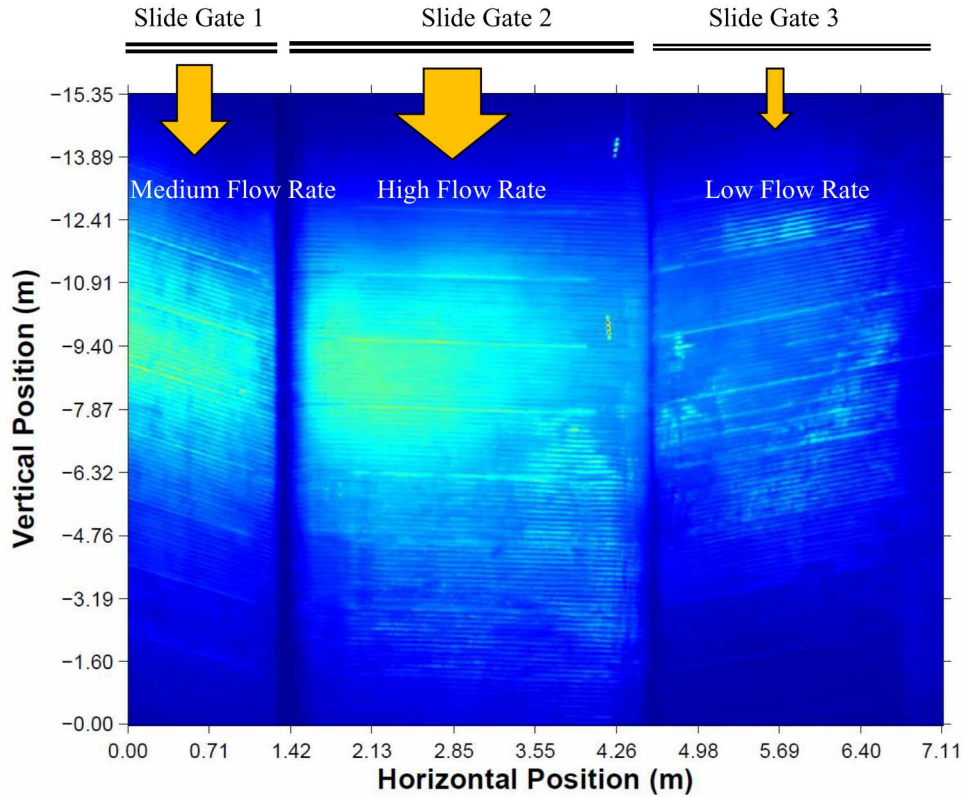 Slide Gate 1 Slide Gate 2 Slide Gate 3
−15.35
−13.89
Medium Flow Rate High Flow Rate Low Flow Rate
−12.41
−10.91
−9.40
−7.87
−6.32
−4.76
−3.19
−1.60
−0.00
Vertical Position (m)
0.00 0.71 1.42 2.13 2.85 3.55 4.26 4.98 5.69 6.40 7.11
Horizontal Position (m)